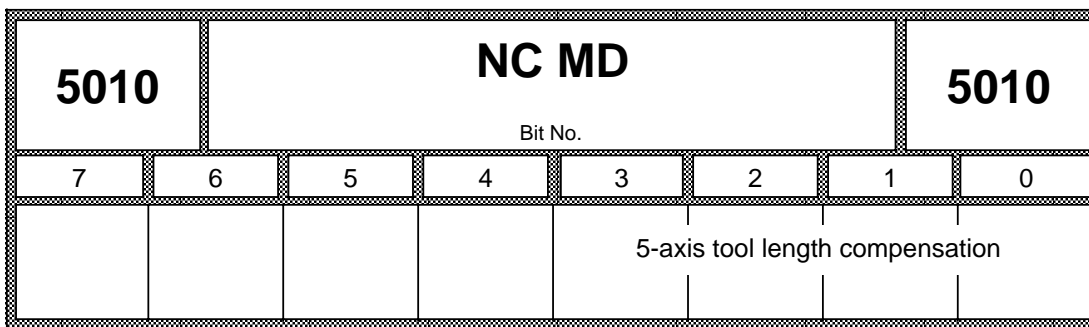 5010 NC MD 5010
Bit No.
7 6 5 4 3 2 1 0
5-axis tool length compensation